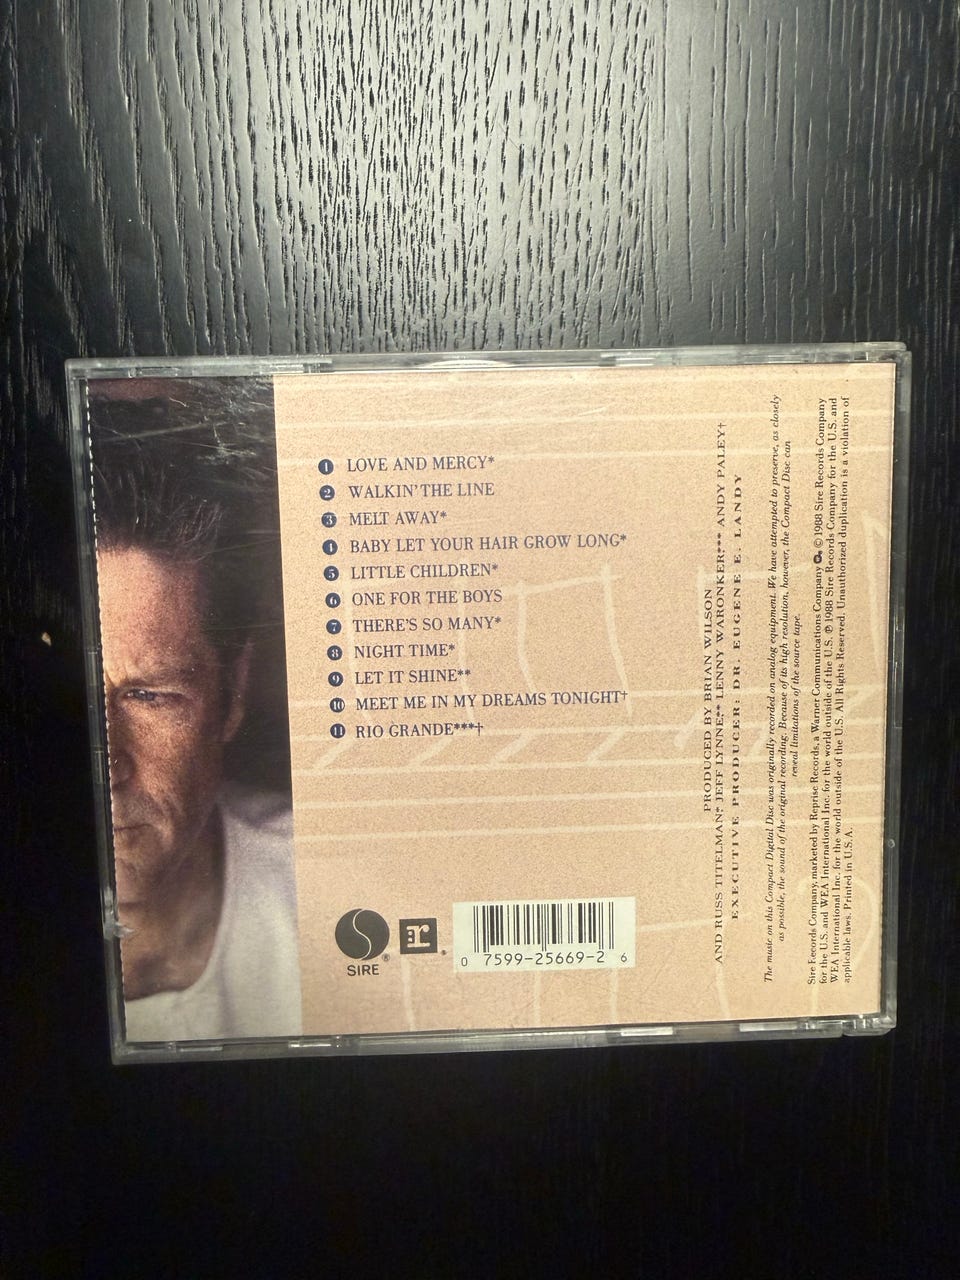 1 LOVE AND MERCY*
2 WALKIN' THE LINE
3 MELT AWAY*
4 BABY LET YOUR HAIR GROW LONG*
5 LITTLE CHILDREN*
6 ONE FOR THE BOYS
7 THERE'S SO MANY*
8 NIGHT TIME*
9 LET IT SHINE**
10 MEET ME IN MY DREAMS TONIGHT†
11 RIO GRANDE***†
SIRE ®
r ®
0 7599-25669-2 6
PRODUCED BY BRIAN WILSON
AND RUSS TITELMAN* JEFF LYNNE** LENNY WARONKER*** ANDY PALEY†
EXECUTIVE PRODUCER: DR. EUGENE E. LANDY
The music on this Compact Digital Disc was originally recorded on analog equipment. We have attempted to preserve, as closely
as possible, the sound of the original recording. Because of its high resolution, however, the Compact Disc can
reveal limitations of the source tape.
Sire Records Company, marketed by Reprise Records, a Warner Communications Company © 1988 Sire Records Company
for the U.S. and WEA International Inc. for the world outside of the U.S. ℗ 1988 Sire Records Company for the U.S. and
WEA International Inc. for the world outside of the U.S. All Rights Reserved. Unauthorized duplication is a violation of
applicable laws. Printed in U.S.A.